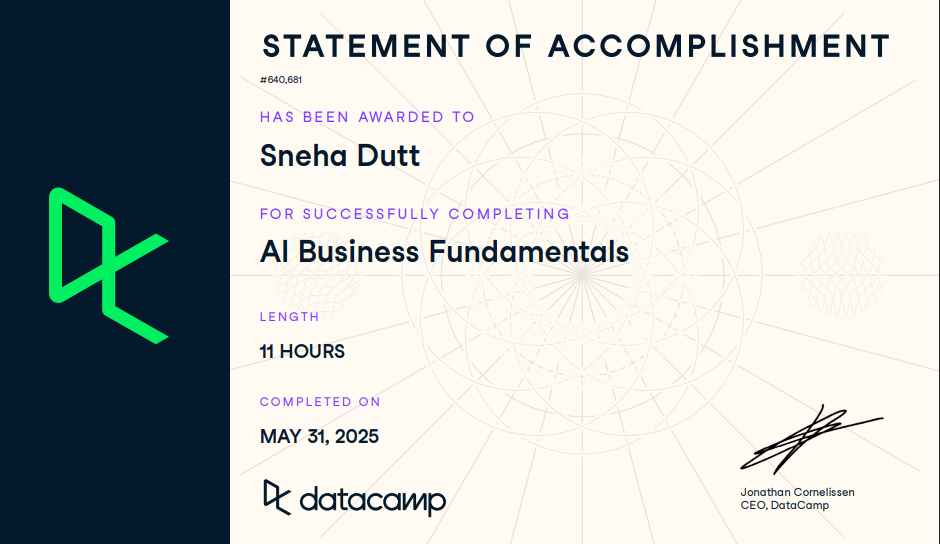 STATEMENT OF ACCOMPLISHMENT
#640,681
HAS BEEN AWARDED TO
Sneha Dutt
FOR SUCCESSFULLY COMPLETING
AI Business Fundamentals
LENGTH
11 HOURS
COMPLETED ON
MAY 31, 2025
datacamp
Jonathan Cornelissen
CEO, DataCamp